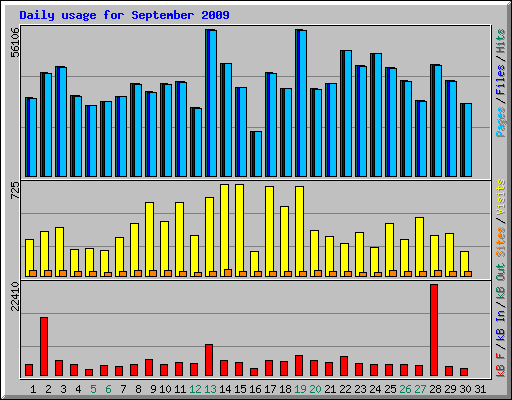 Daily usage for September 2009
56106
Pages / Files / Hits
725
Sites / Visits
22410
kB F / kB In / kB Out
1 2 3 4 5 6 7 8 9 10 11 12 13 14 15 16 17 18 19 20 21 22 23 24 25 26 27 28 29 30 31